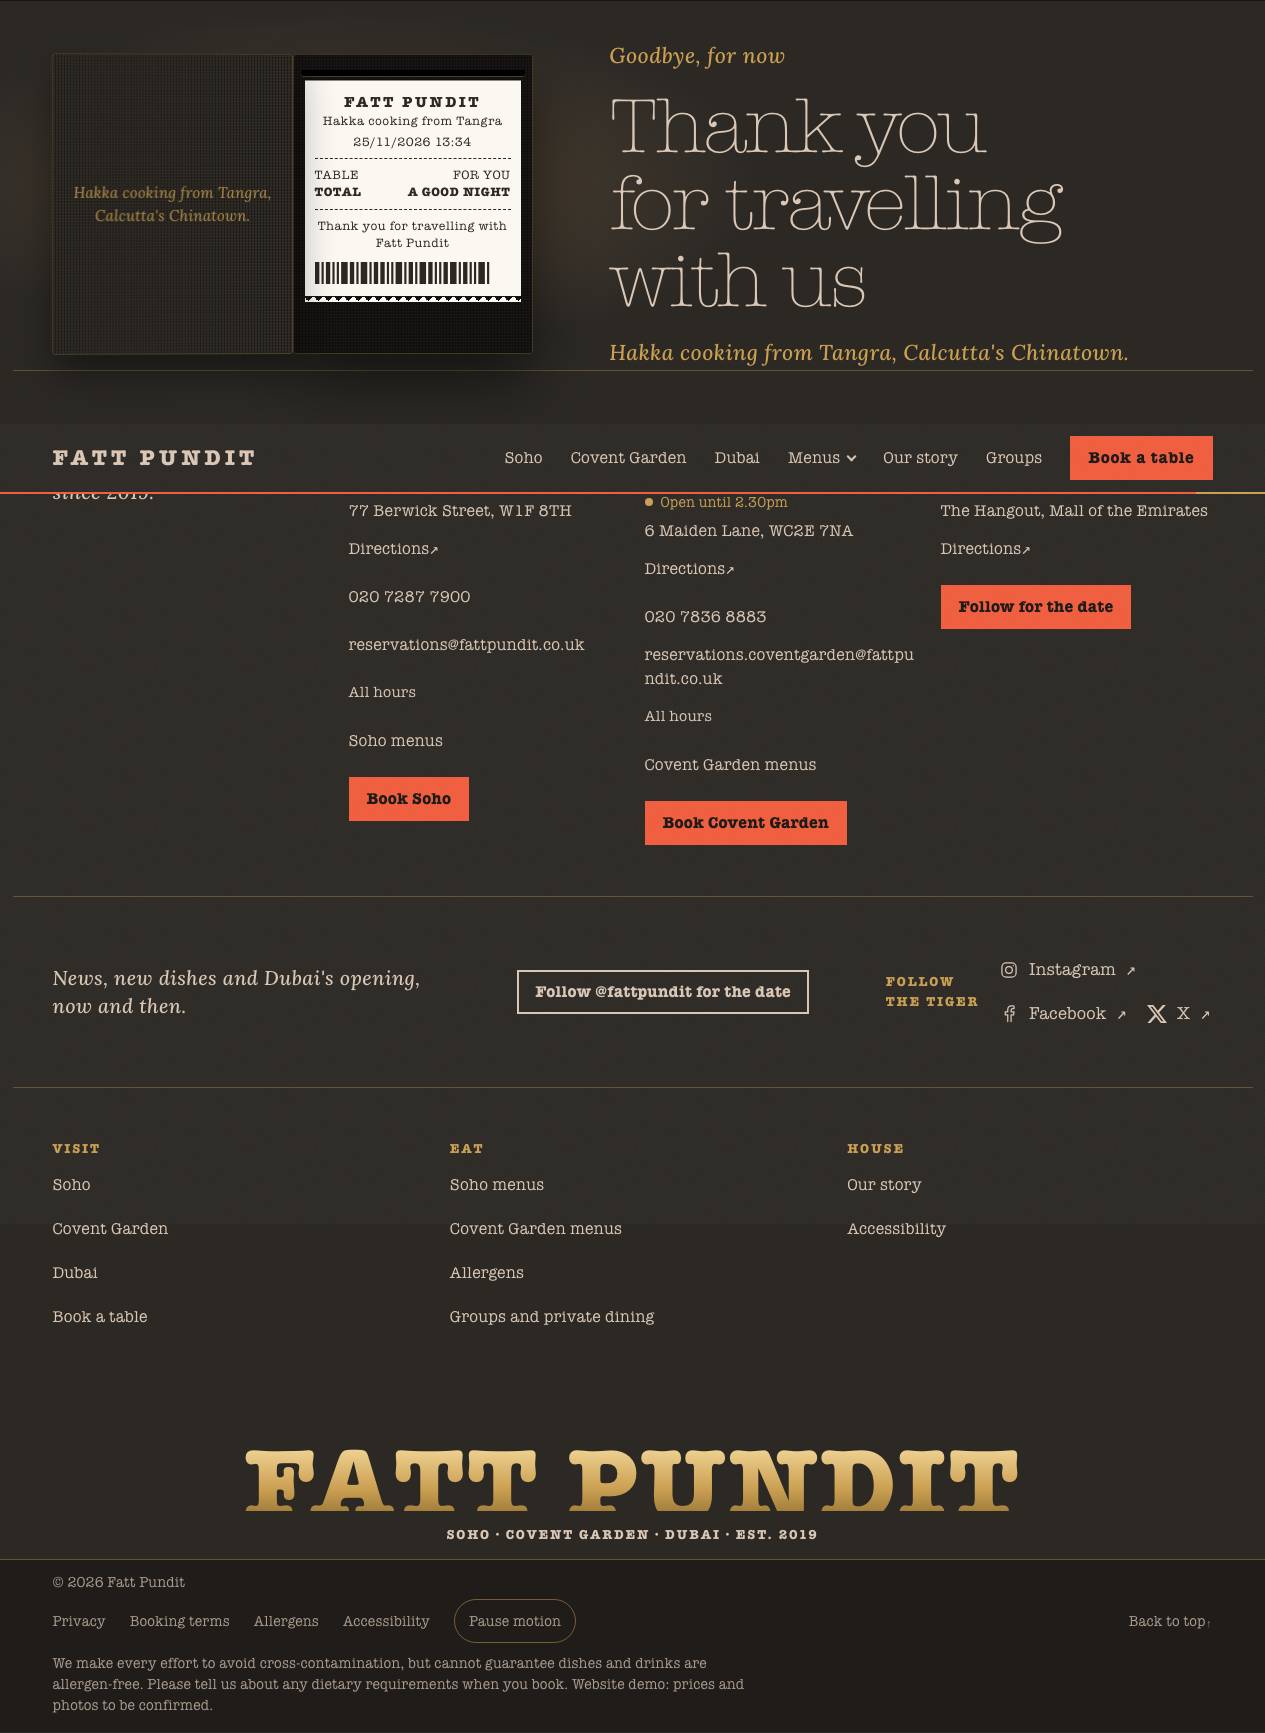 Goodbye, for now
Thank you
for travelling
with us
Hakka cooking from Tangra, Calcutta's Chinatown.
Hakka cooking from Tangra,
Calcutta's Chinatown.
FATT PUNDIT
Hakka cooking from Tangra
25/11/2026 13:34
TABLE FOR YOU
TOTAL A GOOD NIGHT
Thank you for travelling with
Fatt Pundit
FATT PUNDIT
Soho Covent Garden Dubai Menus Our story Groups Book a table
since 2019.
77 Berwick Street, W1F 8TH
Directions↗
020 7287 7900
reservations@fattpundit.co.uk
All hours
Soho menus
Book Soho
Open until 2.30pm
6 Maiden Lane, WC2E 7NA
Directions↗
020 7836 8883
reservations.coventgarden@fattpu
ndit.co.uk
All hours
Covent Garden menus
Book Covent Garden
The Hangout, Mall of the Emirates
Directions↗
Follow for the date
News, new dishes and Dubai's opening,
now and then.
Follow @fattpundit for the date
FOLLOW
THE TIGER
Instagram ↗
Facebook ↗ X ↗
VISIT
Soho
Covent Garden
Dubai
Book a table
EAT
Soho menus
Covent Garden menus
Allergens
Groups and private dining
HOUSE
Our story
Accessibility
FATT PUNDIT
SOHO · COVENT GARDEN · DUBAI · EST. 2019
© 2026 Fatt Pundit
Privacy Booking terms Allergens Accessibility Pause motion Back to top↑
We make every effort to avoid cross-contamination, but cannot guarantee dishes and drinks are
allergen-free. Please tell us about any dietary requirements when you book. Website demo: prices and
photos to be confirmed.